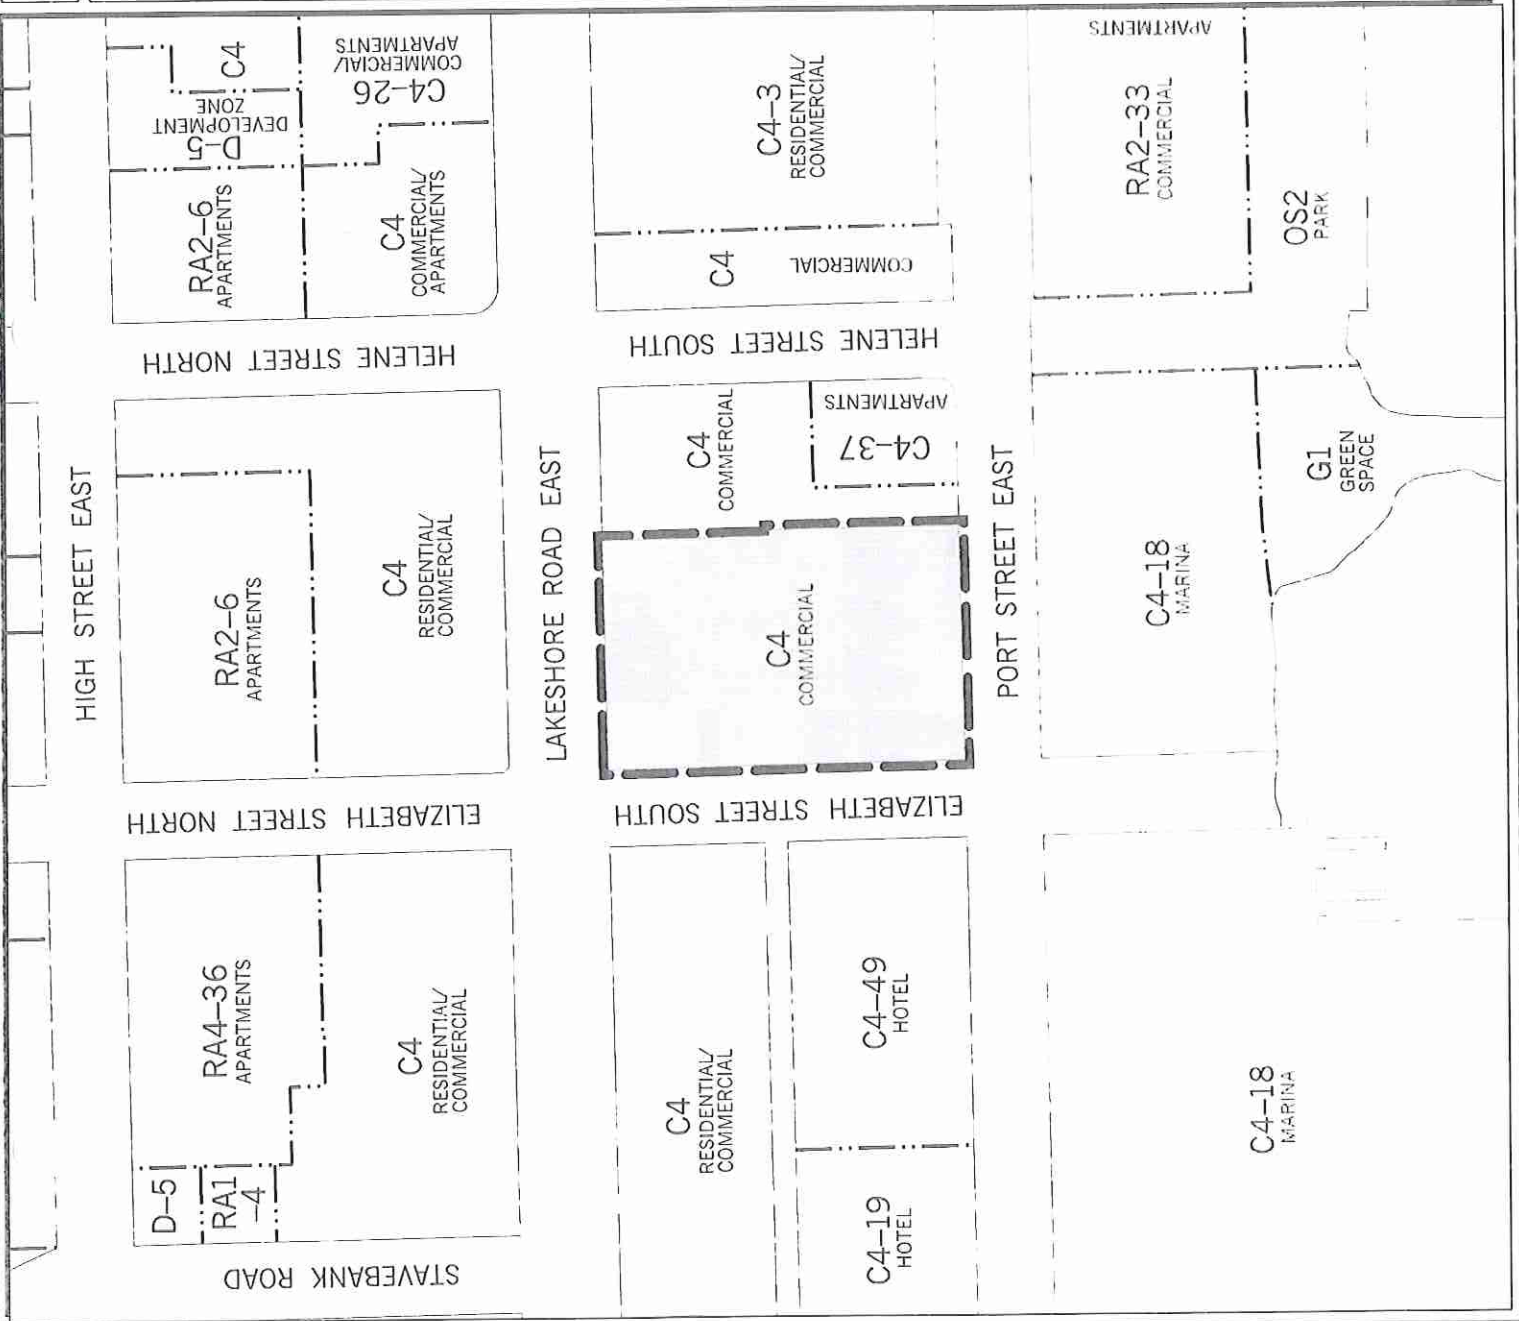 HIGH STREET EAST
LAKESHORE ROAD EAST
PORT STREET EAST
STAVEBANK ROAD
ELIZABETH STREET NORTH
ELIZABETH STREET SOUTH
HELENE STREET NORTH
HELENE STREET SOUTH
D-5
RA1
-4
RA4-36
APARTMENTS
C4
RESIDENTIAL/
COMMERCIAL
RA2-6
APARTMENTS
C4
RESIDENTIAL/
COMMERCIAL
RA2-6
APARTMENTS
D-5
DEVELOPMENT
ZONE
C4
C4
COMMERCIAL/
APARTMENTS
C4-26
COMMERCIAL/
APARTMENTS
C4
RESIDENTIAL/
COMMERCIAL
C4-19
HOTEL
C4-49
HOTEL
C4
COMMERCIAL
C4
COMMERCIAL
C4-37
APARTMENTS
C4
COMMERCIAL
C4-3
RESIDENTIAL/
COMMERCIAL
C4-18
MARINA
C4-18
MARINA
G1
GREEN
SPACE
RA2-33
COMMERCIAL
APARTMENTS
OS2
PARK